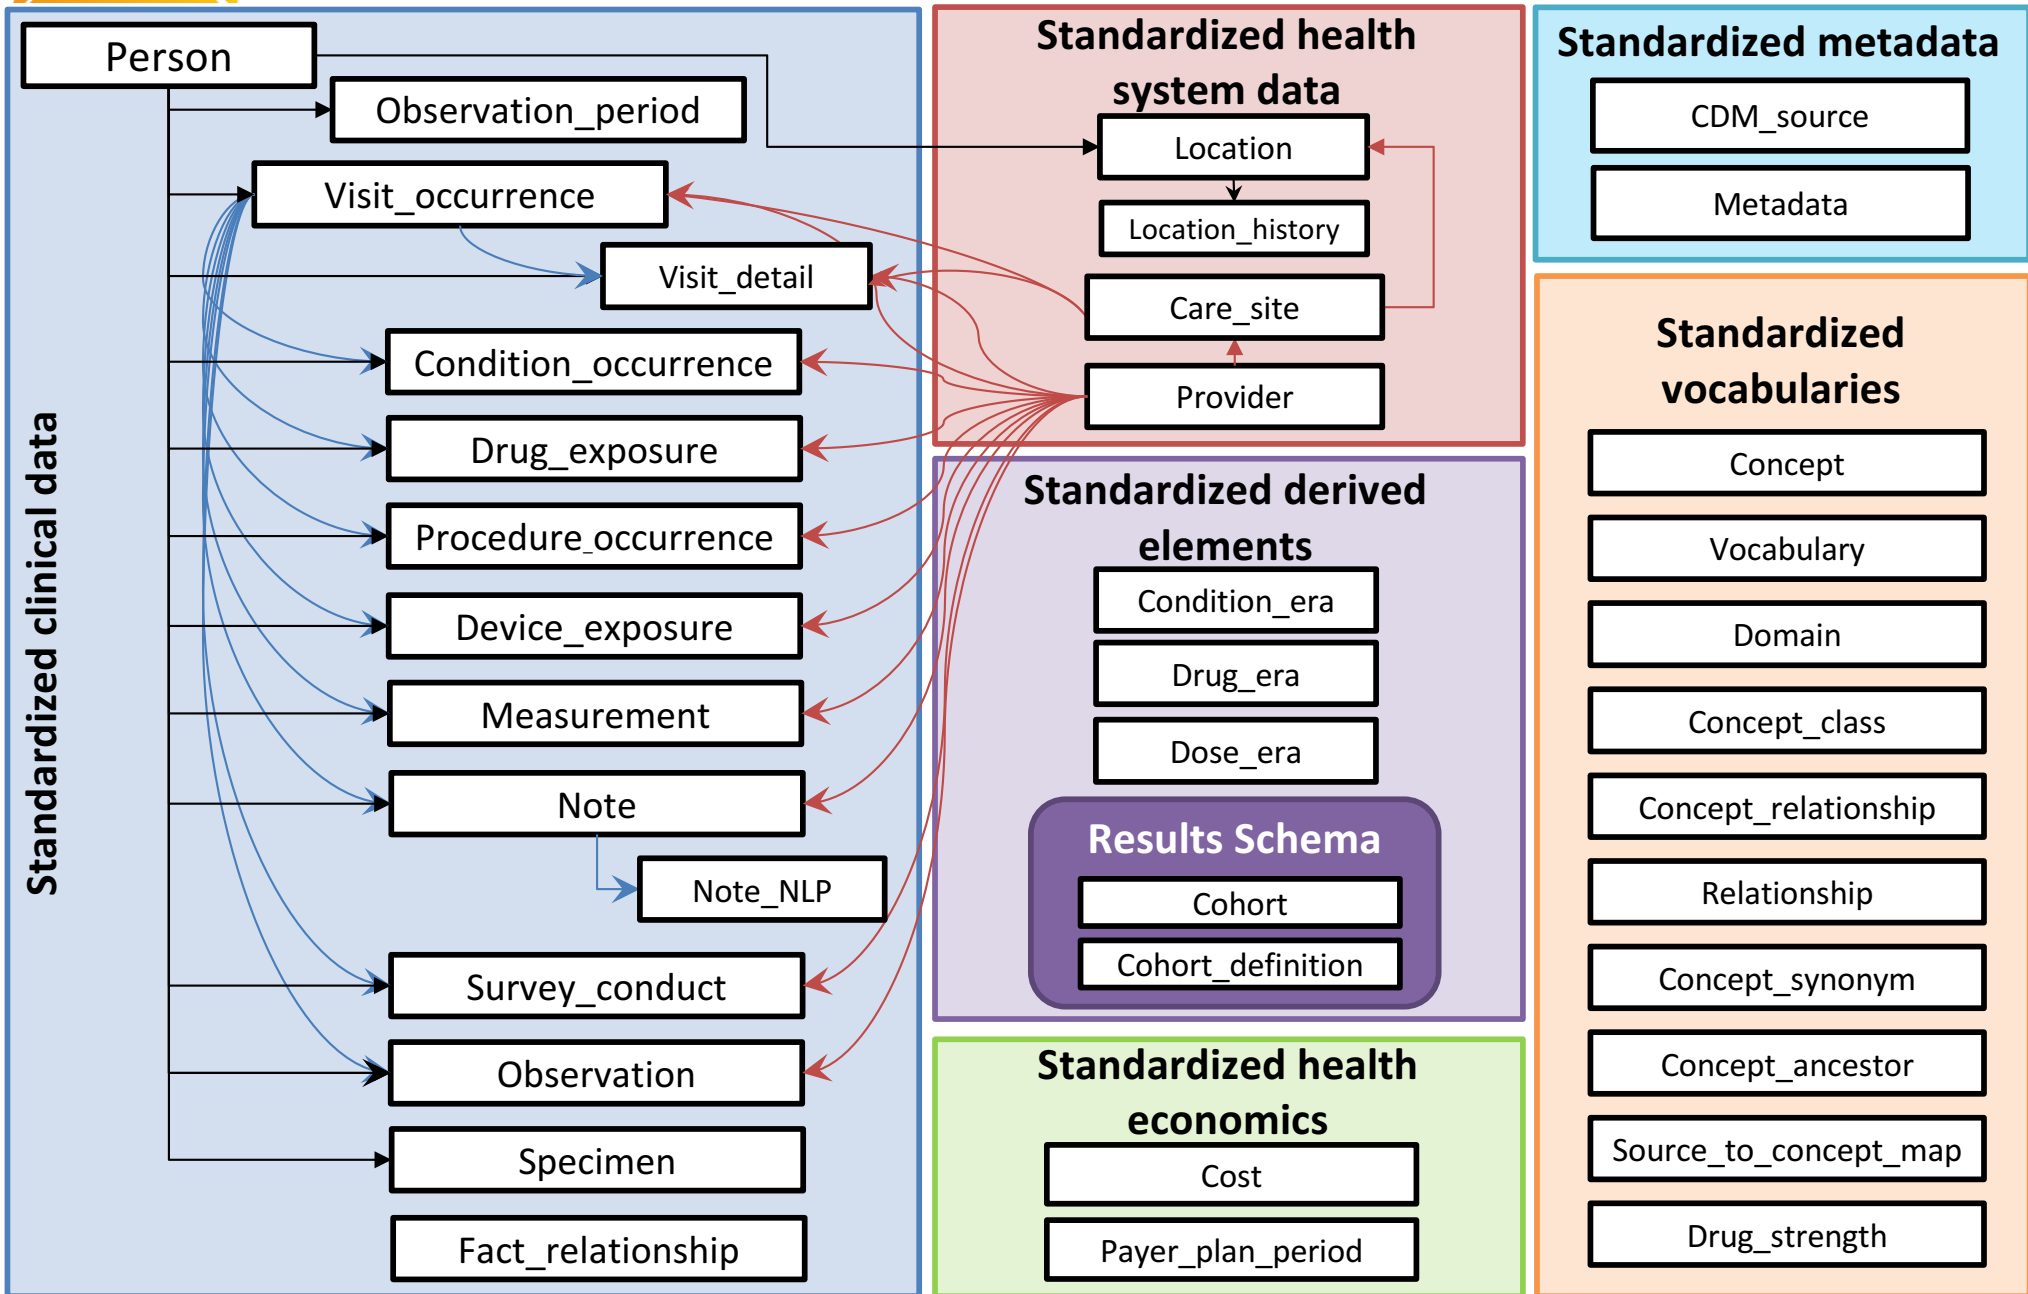 Standardized clinical data
Person
Observation_period
Visit_occurrence
Visit_detail
Condition_occurrence
Drug_exposure
Procedure_occurrence
Device_exposure
Measurement
Note
Note_NLP
Survey_conduct
Observation
Specimen
Fact_relationship
Standardized health
system data
Location
Location_history
Care_site
Provider
Standardized derived
elements
Condition_era
Drug_era
Dose_era
Results Schema
Cohort
Cohort_definition
Standardized health
economics
Cost
Payer_plan_period
Standardized metadata
CDM_source
Metadata
Standardized
vocabularies
Concept
Vocabulary
Domain
Concept_class
Concept_relationship
Relationship
Concept_synonym
Concept_ancestor
Source_to_concept_map
Drug_strength